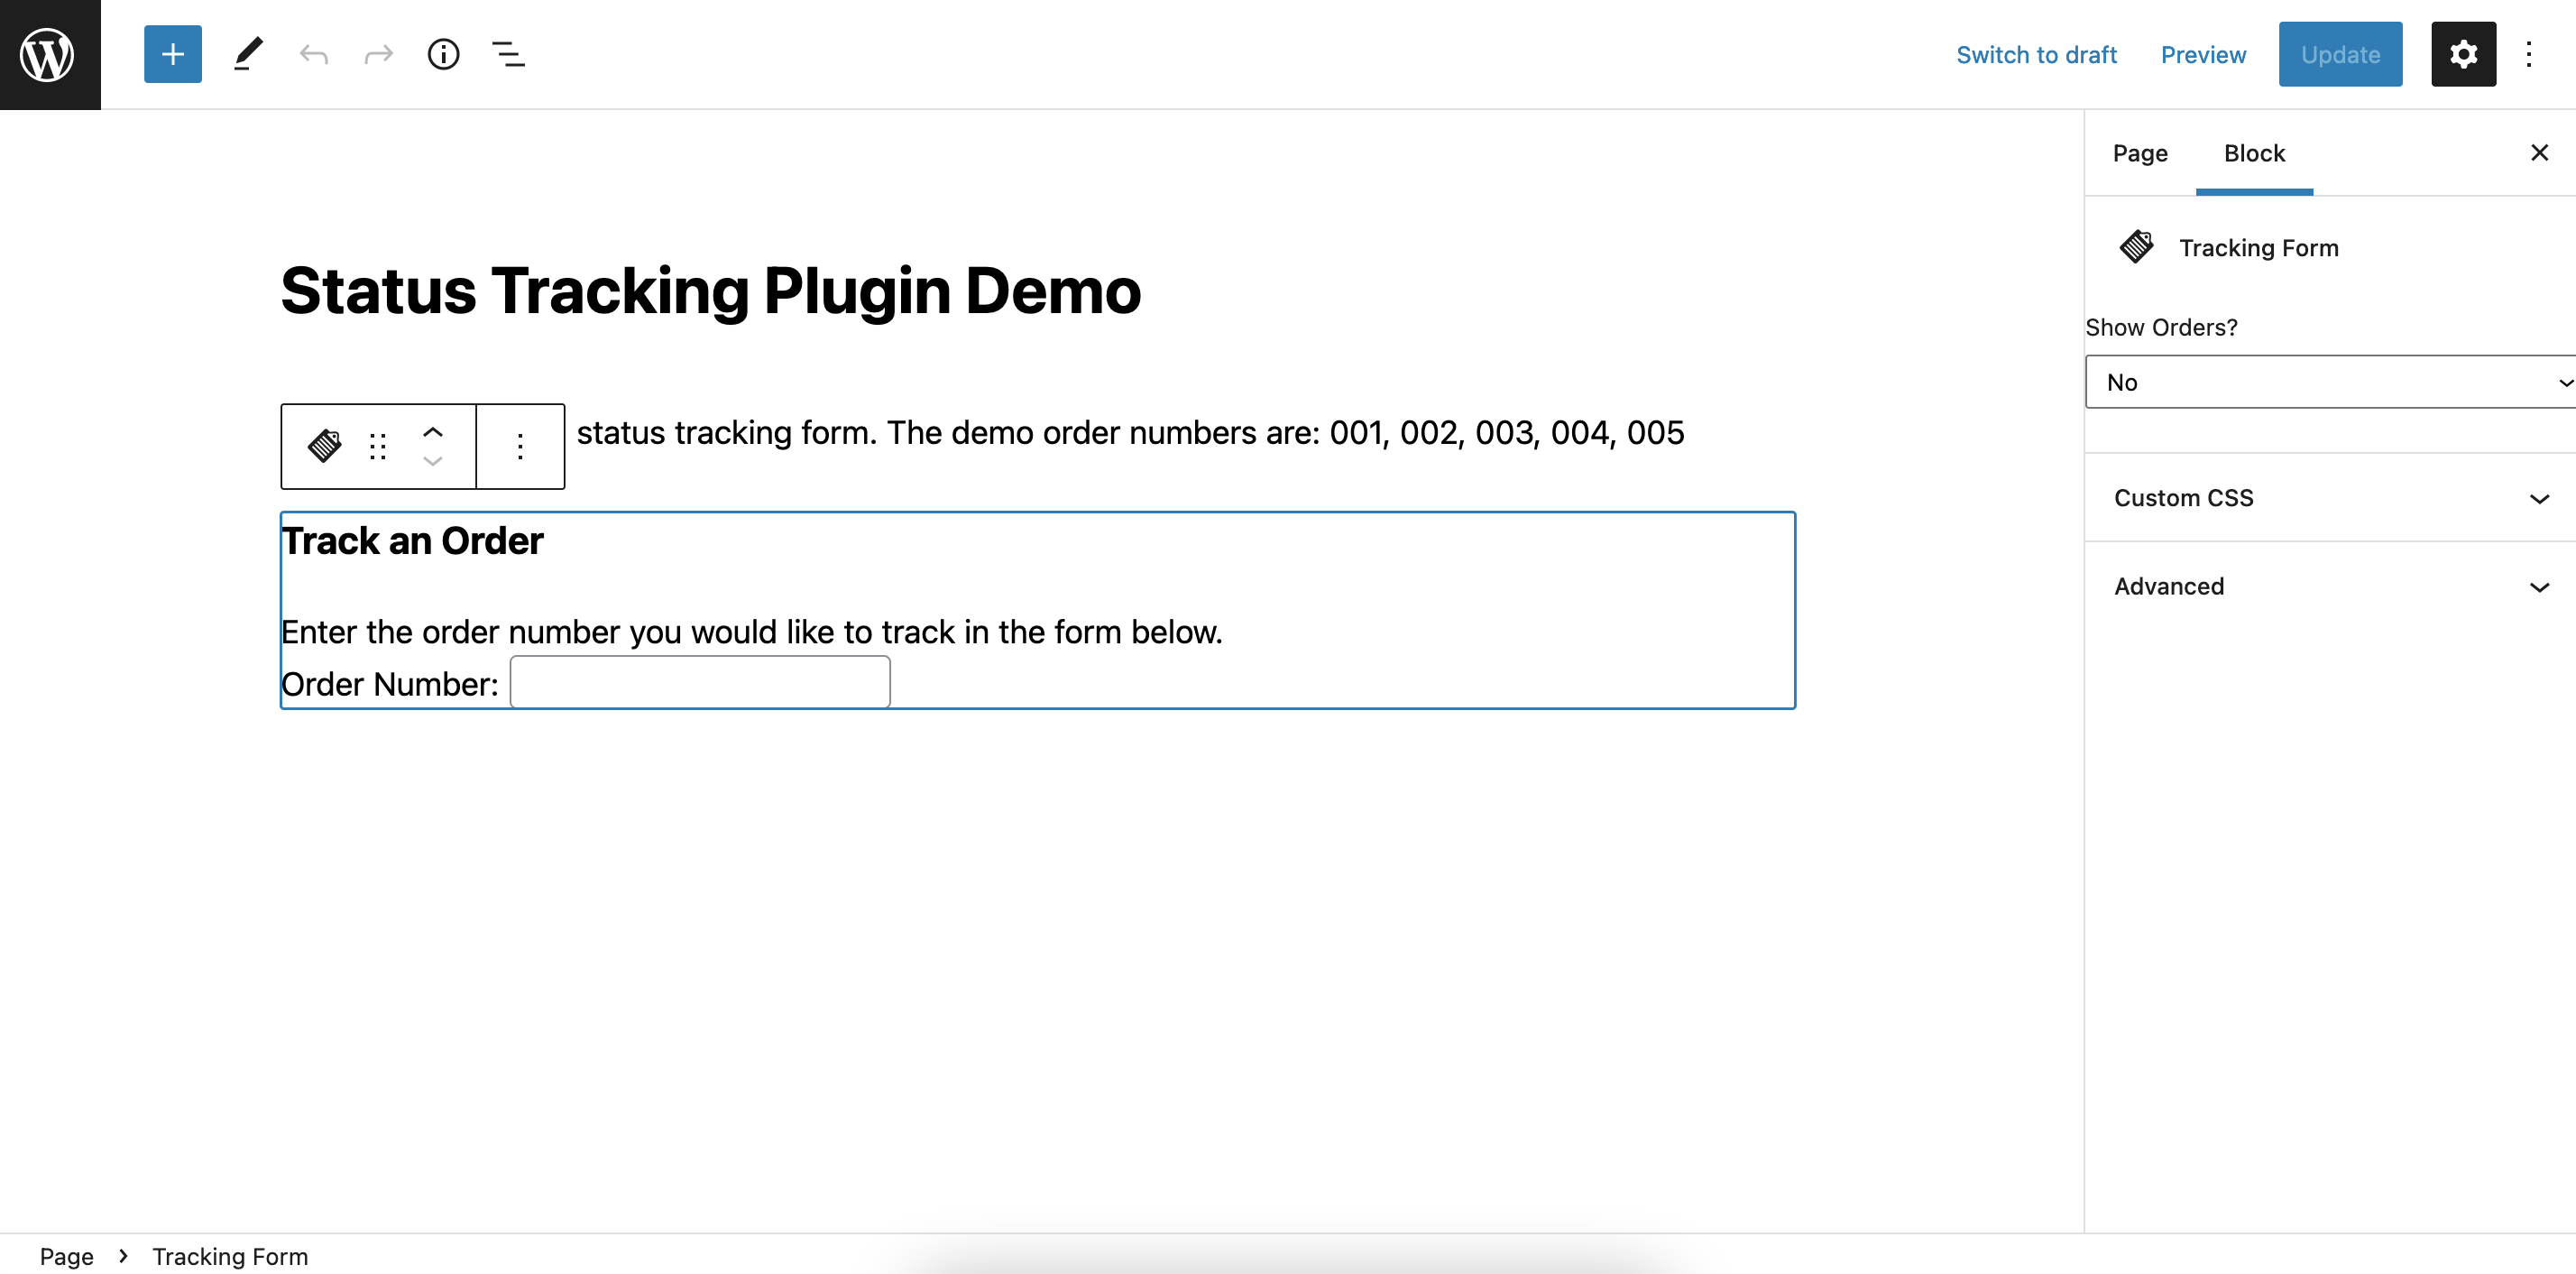 Switch to draft Preview Update
Page Block
Tracking Form
Show Orders?
No
Custom CSS
Advanced
Status Tracking Plugin Demo
status tracking form. The demo order numbers are: 001, 002, 003, 004, 005
Track an Order
Enter the order number you would like to track in the form below.
Order Number:
Page › Tracking Form